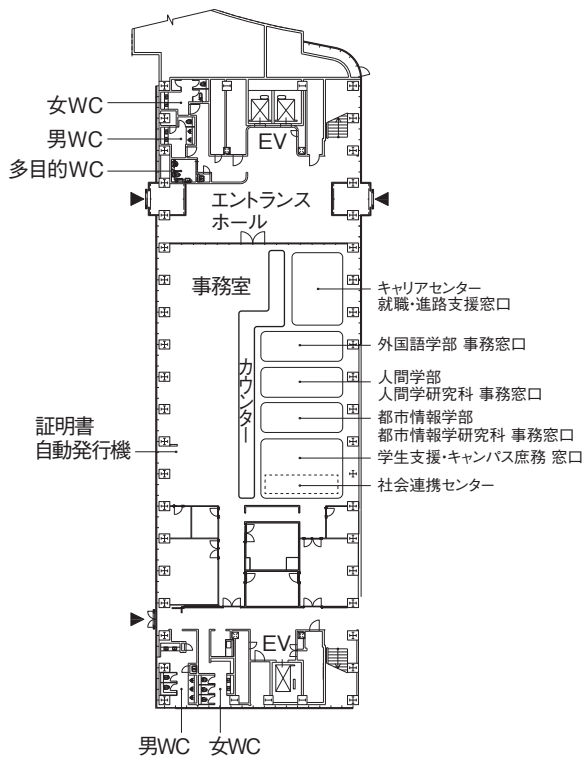 女WC
男WC
多目的WC
EV
エントランス
ホール
事務室
カウンター
キャリアセンター
就職・進路支援窓口
外国語学部 事務窓口
人間学部
人間学研究科 事務窓口
都市情報学部
都市情報学研究科 事務窓口
学生支援・キャンパス庶務 窓口
社会連携センター
証明書
自動発行機
EV
男WC
女WC